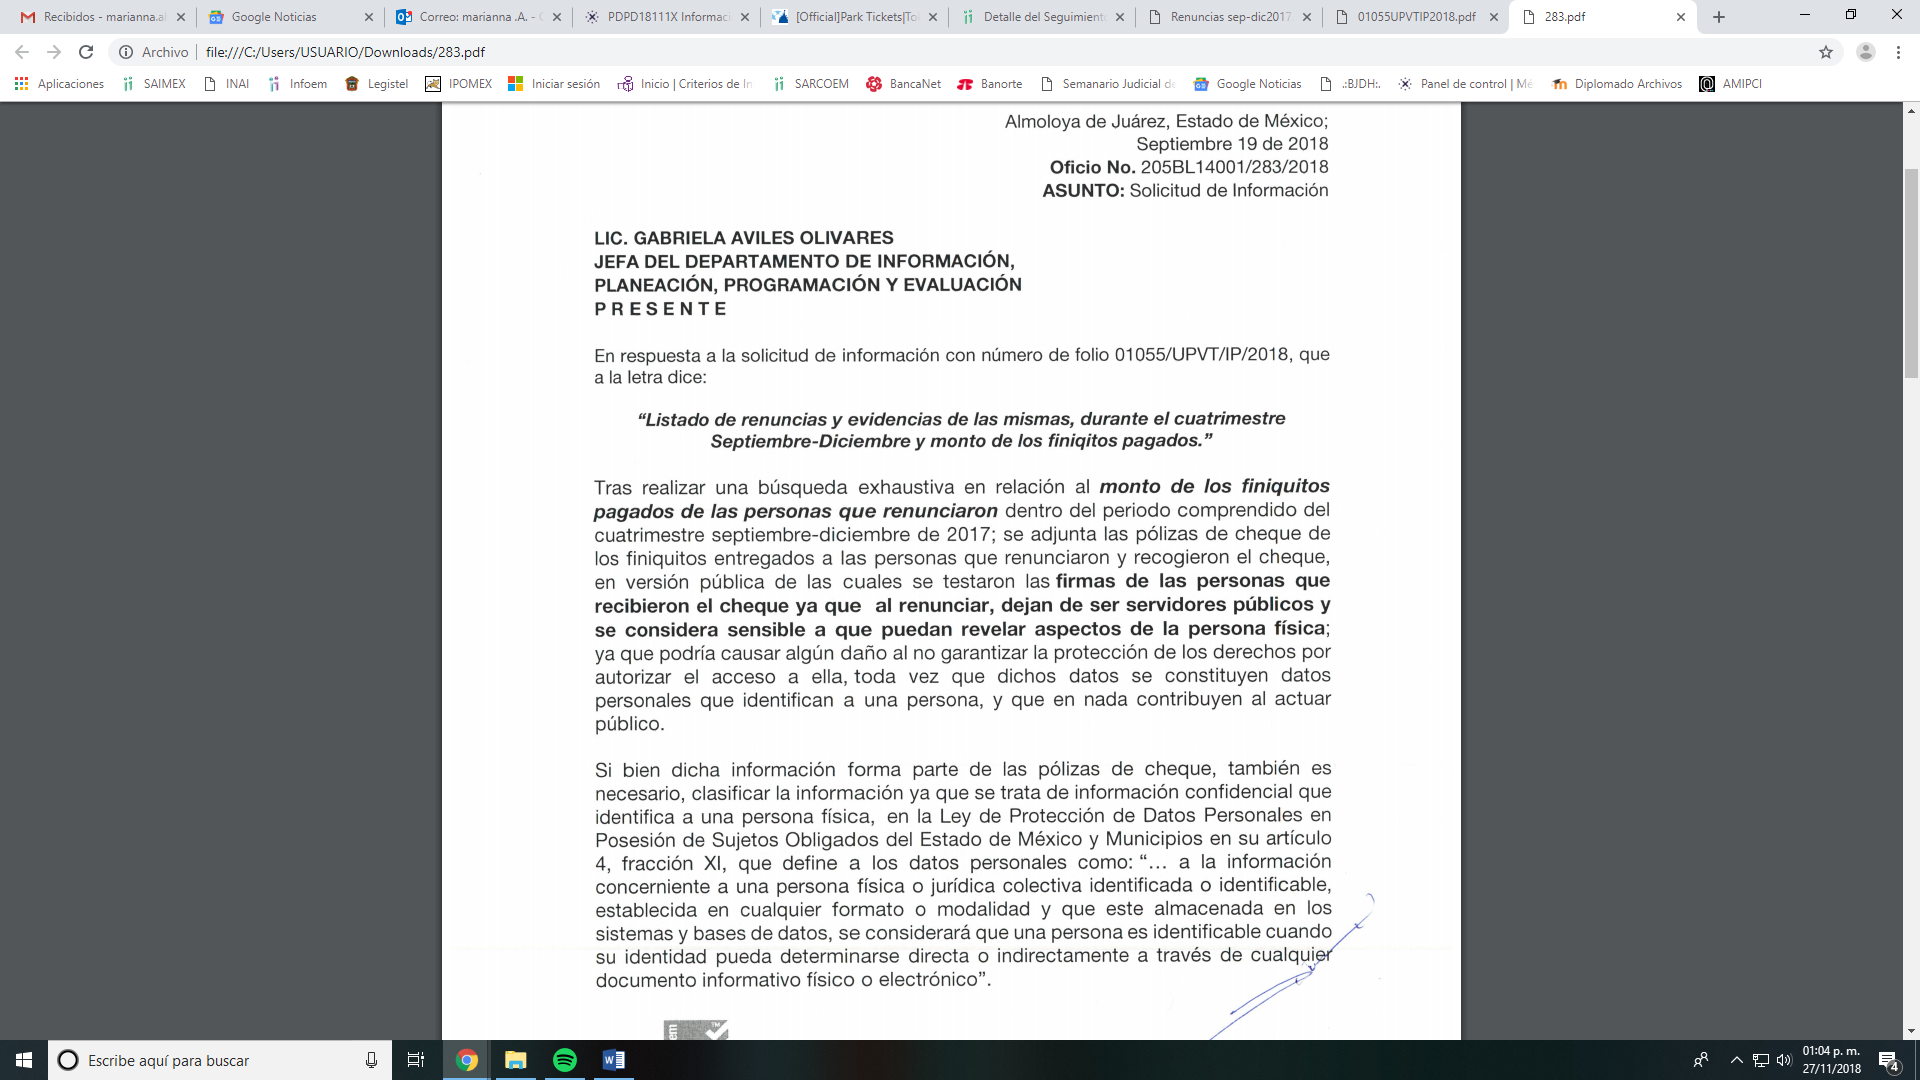 Recibidos - marianna.al
Google Noticias
Correo: marianna .A. - O
PDPD18111X Informaci
[Official]Park Tickets|Tol
Detalle del Seguimiento
Renuncias sep-dic2017.
01055UPVTIP2018.pdf
283.pdf
Archivo
file:///C:/Users/USUARIO/Downloads/283.pdf
Aplicaciones
SAIMEX
INAI
Infoem
Legistel
IPOMEX
Iniciar sesión
Inicio | Criterios de In
SARCOEM
BancaNet
Banorte
Semanario Judicial de
Google Noticias
.:BJDH:.
Panel de control | Mé
Diplomado Archivos
AMIPCI
Almoloya de Juárez, Estado de México;
Septiembre 19 de 2018
Oficio No. 205BL14001/283/2018
ASUNTO: Solicitud de Información
LIC. GABRIELA AVILES OLIVARES
JEFA DEL DEPARTAMENTO DE INFORMACIÓN,
PLANEACIÓN, PROGRAMACIÓN Y EVALUACIÓN
P R E S E N T E
En respuesta a la solicitud de información con número de folio 01055/UPVT/IP/2018, que
a la letra dice:
“Listado de renuncias y evidencias de las mismas, durante el cuatrimestre
Septiembre-Diciembre y monto de los finiqitos pagados.”
Tras realizar una búsqueda exhaustiva en relación al monto de los finiquitos
pagados de las personas que renunciaron dentro del periodo comprendido del
cuatrimestre septiembre-diciembre de 2017; se adjunta las pólizas de cheque de
los finiquitos entregados a las personas que renunciaron y recogieron el cheque,
en versión pública de las cuales se testaron las firmas de las personas que
recibieron el cheque ya que al renunciar, dejan de ser servidores públicos y
se considera sensible a que puedan revelar aspectos de la persona física;
ya que podría causar algún daño al no garantizar la protección de los derechos por
autorizar el acceso a ella, toda vez que dichos datos se constituyen datos
personales que identifican a una persona, y que en nada contribuyen al actuar
público.
Si bien dicha información forma parte de las pólizas de cheque, también es
necesario, clasificar la información ya que se trata de información confidencial que
identifica a una persona física, en la Ley de Protección de Datos Personales en
Posesión de Sujetos Obligados del Estado de México y Municipios en su artículo
4, fracción XI, que define a los datos personales como: “… a la información
concerniente a una persona física o jurídica colectiva identificada o identificable,
establecida en cualquier formato o modalidad y que este almacenada en los
sistemas y bases de datos, se considerará que una persona es identificable cuando
su identidad pueda determinarse directa o indirectamente a través de cualquier
documento informativo físico o electrónico”.
Escribe aquí para buscar
01:04 p. m.
27/11/2018
4